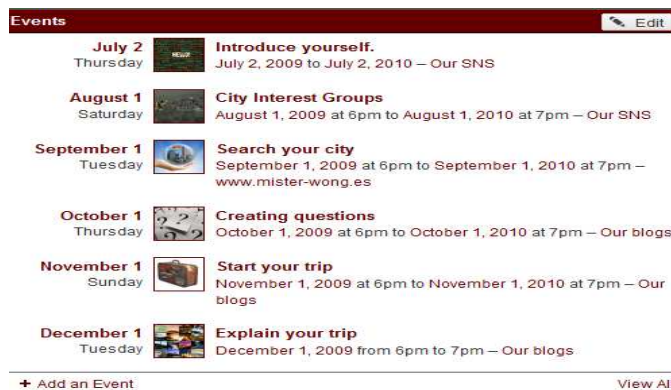 Events
Edit
July 2
Thursday
Introduce yourself.
July 2, 2009 to July 2, 2010 – Our SNS
August 1
Saturday
City Interest Groups
August 1, 2009 at 6pm to August 1, 2010 at 7pm – Our SNS
September 1
Tuesday
Search your city
September 1, 2009 at 6pm to September 1, 2010 at 7pm –
www.mister-wong.es
October 1
Thursday
Creating questions
October 1, 2009 at 6pm to October 1, 2010 at 7pm – Our blogs
November 1
Sunday
Start your trip
November 1, 2009 at 6pm to November 1, 2010 at 7pm – Our
blogs
December 1
Tuesday
Explain your trip
December 1, 2009 from 6pm to 7pm – Our blogs
+ Add an Event
View Al